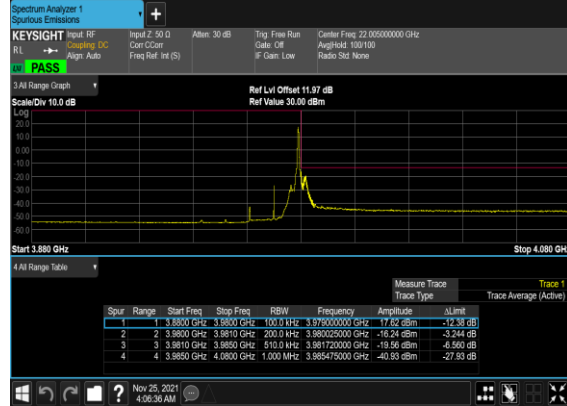 Spectrum Analyzer 1
Spurious Emissions
KEYSIGHT Input: RF Input Z: 50 Ω Atten: 30 dB Trig: Free Run Center Freq: 22.005000000 GHz
RL Coupling: DC Corr CCorr Gate: Off Avg|Hold: 100/100
Align: Auto Freq Ref: Int (S) IF Gain: Low Radio Std: None
LW PASS
3 All Range Graph
Ref Lvl Offset 11.97 dB
Scale/Div 10.0 dB Ref Value 30.00 dBm
Log
20.0
10.0
0.00
-10.0
-20.0
-30.0
-40.0
-50.0
-60.0
Start 3.880 GHz Stop 4.080 GH
4 All Range Table
Measure Trace Trace 1
Trace Type Trace Average (Active)
Spur Range Start Freq Stop Freq RBW Frequency Amplitude ΔLimit
1 1 3.8800 GHz 3.9800 GHz 100.0 kHz 3.979000000 GHz 17.62 dBm -12.38 dB
2 2 3.9800 GHz 3.9810 GHz 200.0 kHz 3.980025000 GHz -16.24 dBm -3.244 dB
3 3 3.9810 GHz 3.9850 GHz 510.0 kHz 3.981720000 GHz -19.56 dBm -6.560 dB
4 4 3.9850 GHz 4.0800 GHz 1.000 MHz 3.985475000 GHz -40.93 dBm -27.93 dB
? Nov 25, 2021
4:06:36 AM